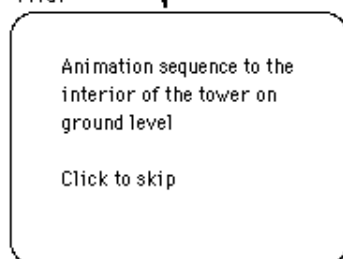 Animation sequence to the
interior of the tower on
ground level
Click to skip